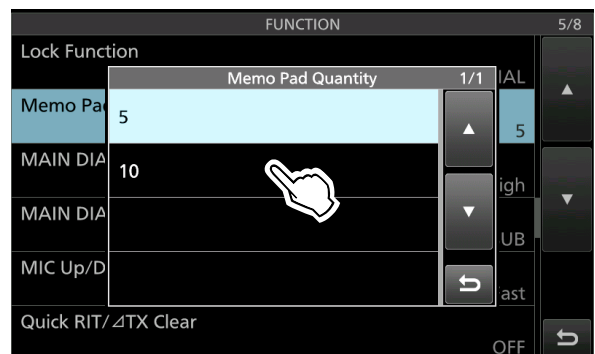 FUNCTION 5/8
Lock Function
IAL
Memo Pad Quantity 1/1
Memo Pa
5
5
10
MAIN DIA
igh
MAIN DIA
UB
MIC Up/D
ast
Quick RIT/⊿TX Clear
OFF